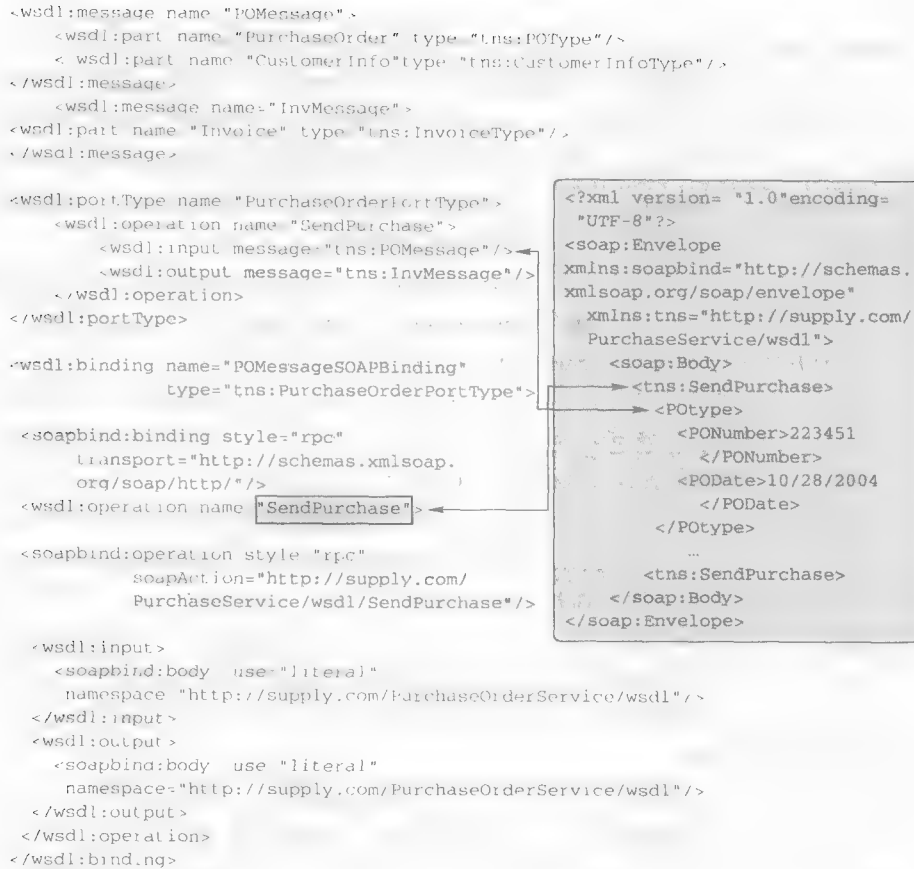 <wsdl:message name "POMessage">
<wsdl:part name "PurchaseOrder" type "tns:POType"/>
< wsdl:part name "CustomerInfo"type "tns:CustomerInfoType"/>
</wsdl:message>
<wsdl:message name="InvMessage">
<wsdl:part name "Invoice" type "tns:InvoiceType"/>
</wsdl:message>
<wsdl:portType name "PurchaseOrderPortType">
<wsdl:operation name "SendPurchase">
<wsdl:input message="tns:POMessage"/>
<wsdl:output message="tns:InvMessage"/>
</wsdl:operation>
</wsdl:portType>
<wsdl:binding name="POMessageSOAPBinding"
type="tns:PurchaseOrderPortType">
<soapbind:binding style="rpc"
transport="http://schemas.xmlsoap.
org/soap/http/"/>
<wsdl:operation name "SendPurchase">
<soapbind:operation style "rpc"
soapAction="http://supply.com/
PurchaseService/wsdl/SendPurchase"/>
<wsdl:input>
<soapbind:body use="literal"
namespace "http://supply.com/PurchaseOrderService/wsdl"/>
</wsdl:input>
<wsdl:output>
<soapbind:body use "literal"
namespace="http://supply.com/PurchaseOrderService/wsdl"/>
</wsdl:output>
</wsdl:operation>
</wsdl:binding>
<?xml version= "1.0"encoding=
"UTF-8"?>
<soap:Envelope
xmlns:soapbind="http://schemas.
xmlsoap.org/soap/envelope"
xmlns:tns="http://supply.com/
PurchaseService/wsdl">
<soap:Body>
<tns:SendPurchase>
<POtype>
<PONumber>223451
</PONumber>
<PODate>10/28/2004
</PODate>
</POtype>
...
<tns:SendPurchase>
</soap:Body>
</soap:Envelope>